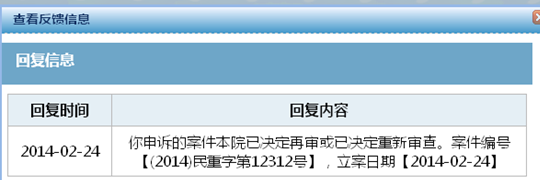 查看反馈信息
回复信息
回复时间 回复内容
2014-02-24 你申诉的案件本院已决定再审或已决定重新审查。案件编号
【(2014)民重字第12312号】，立案日期【2014-02-24】